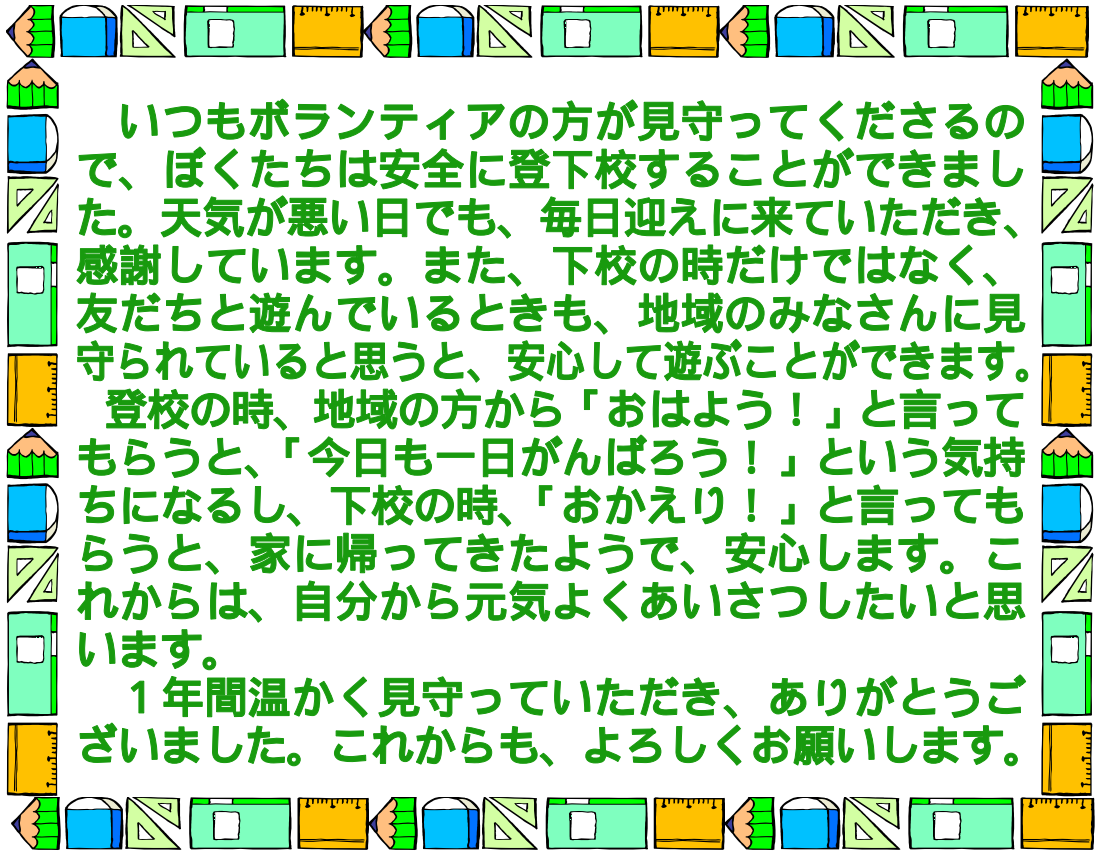 いつもボランティアの方が見守ってくださるの
で、ぼくたちは安全に登下校することができまし
た。天気が悪い日でも、毎日迎えに来ていただき、
感謝しています。また、下校の時だけではなく、
友だちと遊んでいるときも、地域のみなさんに見
守られていると思うと、安心して遊ぶことができます。
　登校の時、地域の方から「おはよう！」と言って
もらうと、「今日も一日がんばろう！」という気持
ちになるし、下校の時、「おかえり！」と言っても
らうと、家に帰ってきたようで、安心します。こ
れからは、自分から元気よくあいさつしたいと思
います。
　１年間温かく見守っていただき、ありがとうご
ざいました。これからも、よろしくお願いします。